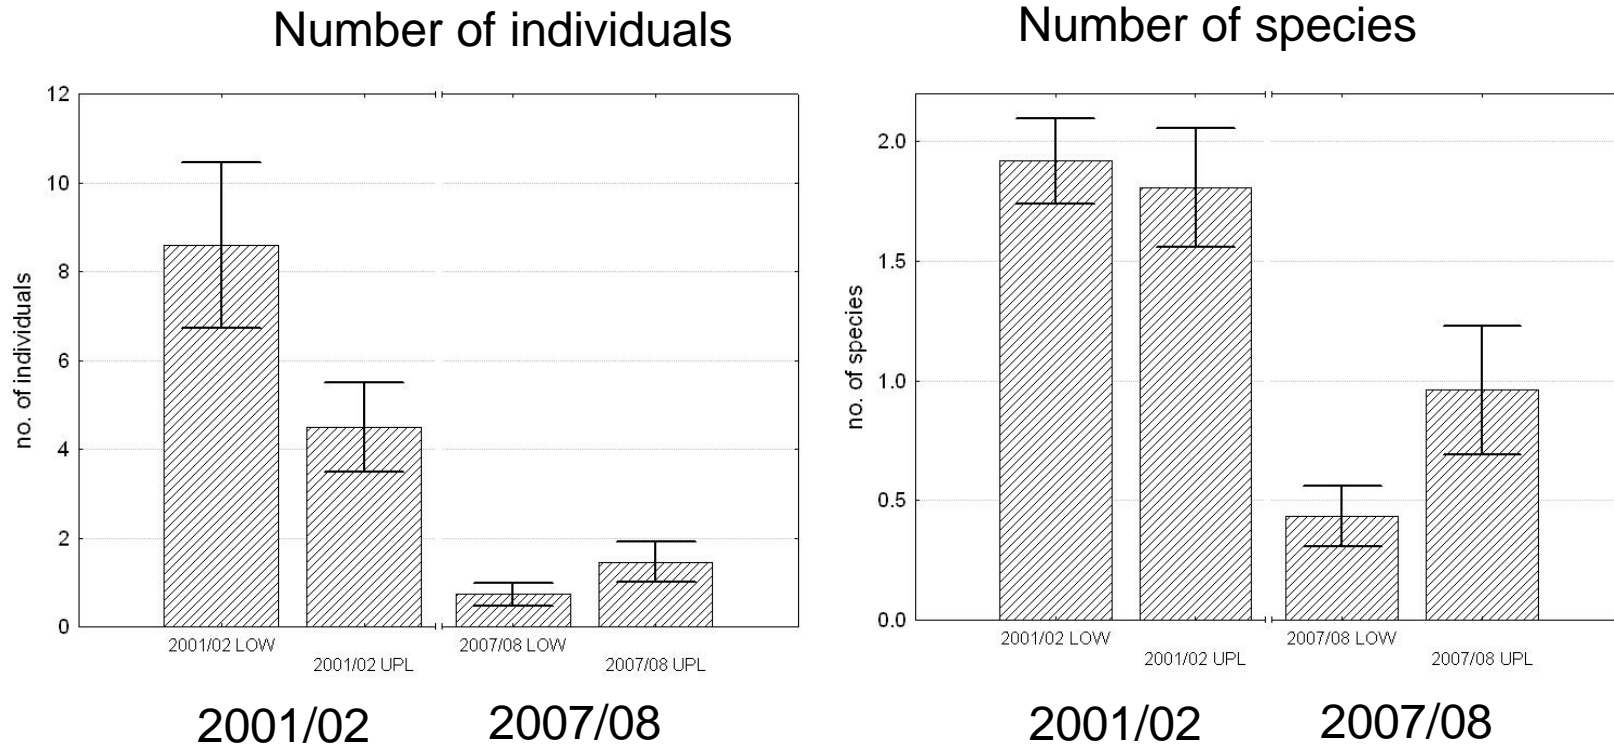 Number of individuals
Number of species
12
10
8
6
4
2
0
no. of individuals
2001/02 LOW
2001/02 UPL
2007/08 LOW
2007/08 UPL
2001/02
2007/08
2.0
1.5
1.0
0.5
0.0
no. of species
2001/02 LOW
2001/02 UPL
2007/08 LOW
2007/08 UPL
2001/02
2007/08